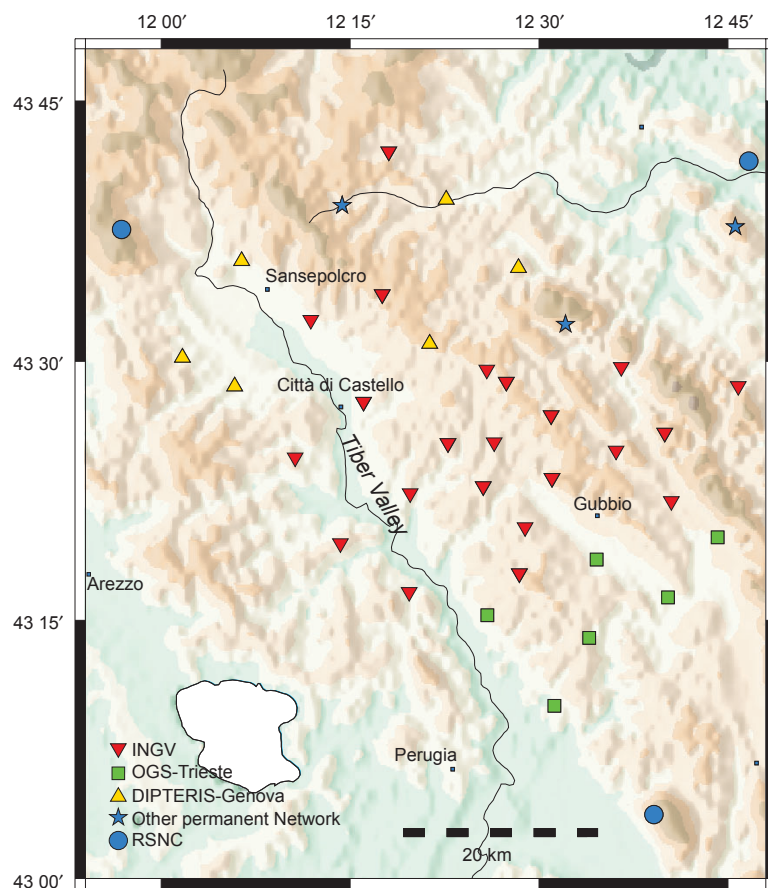 12 00′ 12 15′ 12 30′ 12 45′
43 45′
Sansepolcro
43 30′
Città di Castello
Tiber Valley
Gubbio
Arezzo
43 15′
Perugia
INGV
OGS-Trieste
DIPTERIS-Genova
Other permanent Network
RSNC
20 km
43 00′